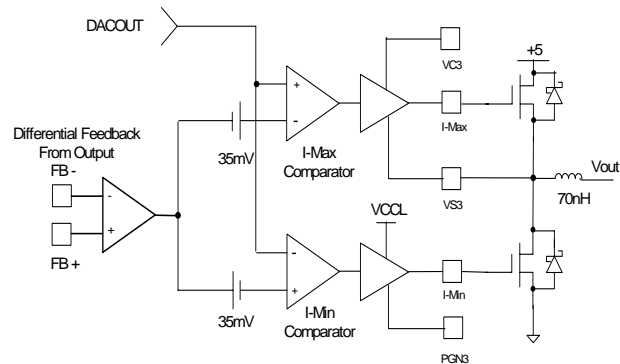 DACOUT
+5
VC3
+
-
I-Max
Differential Feedback
From Output
FB -
35mV
I-Max
Comparator
VS3
Vout
70nH
-
+
FB +
VCCL
-
+
I-Min
35mV
I-Min
Comparator
PGN3